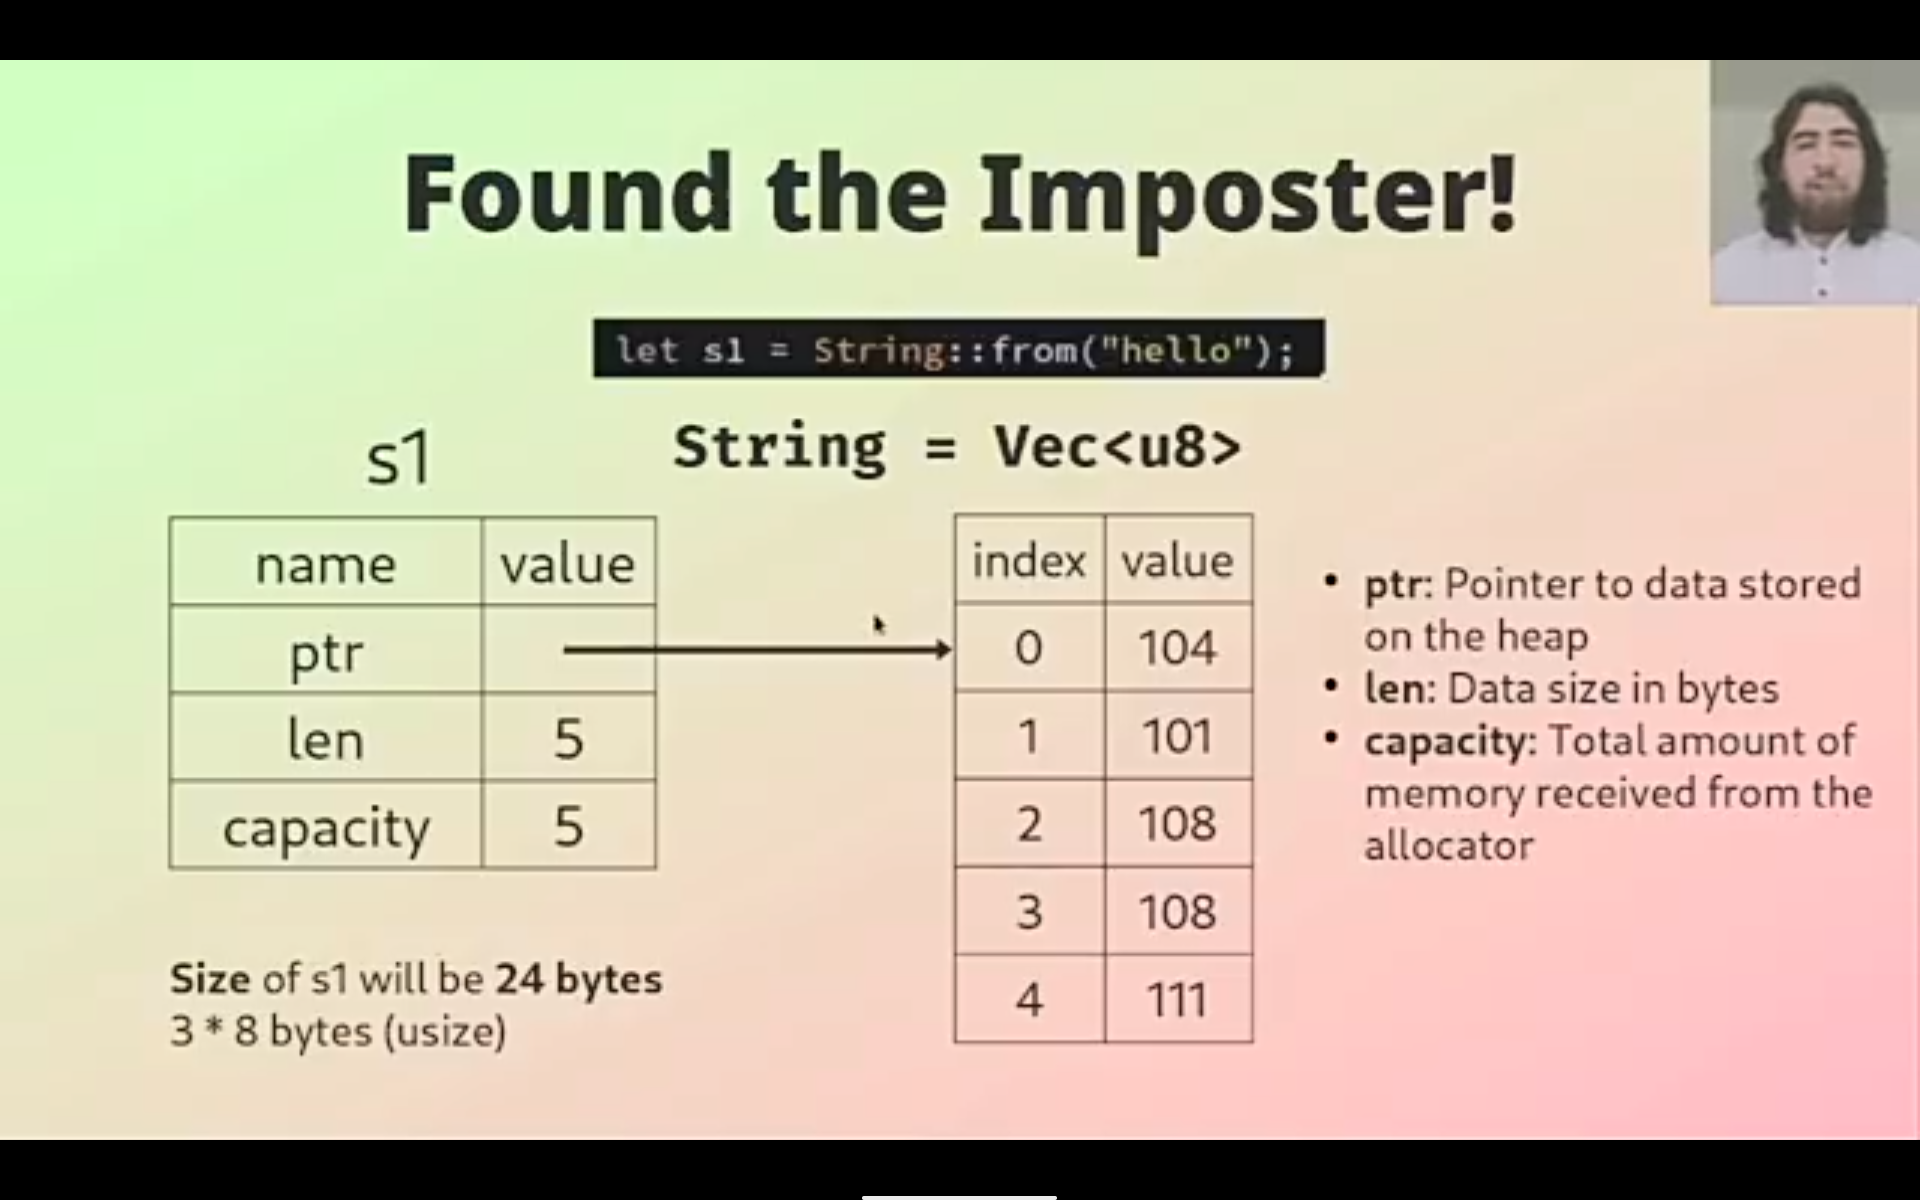 Found the Imposter!
let s1 = String::from("hello");
String = Vec<u8>
s1
name value
ptr
len 5
capacity 5
Size of s1 will be 24 bytes
3 * 8 bytes (usize)
index value
0 104
1 101
2 108
3 108
4 111
• ptr: Pointer to data stored
on the heap
• len: Data size in bytes
• capacity: Total amount of
memory received from the
allocator